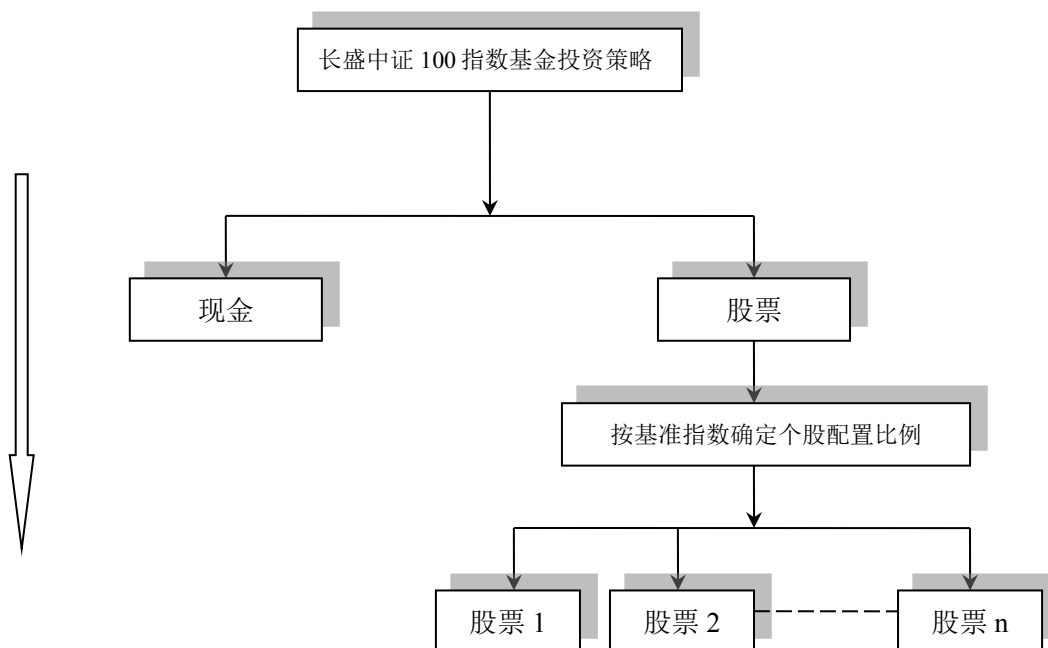 长盛中证 100 指数基金投资策略
现金
股票
按基准指数确定个股配置比例
股票 1
股票 2
股票 n